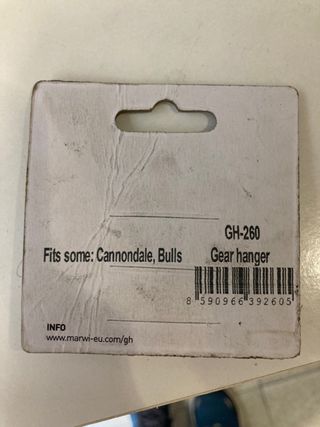 GH-260
Fits some: Cannondale, Bulls Gear hanger
8 590966 392605
INFO
www.marwi-eu.com/gh